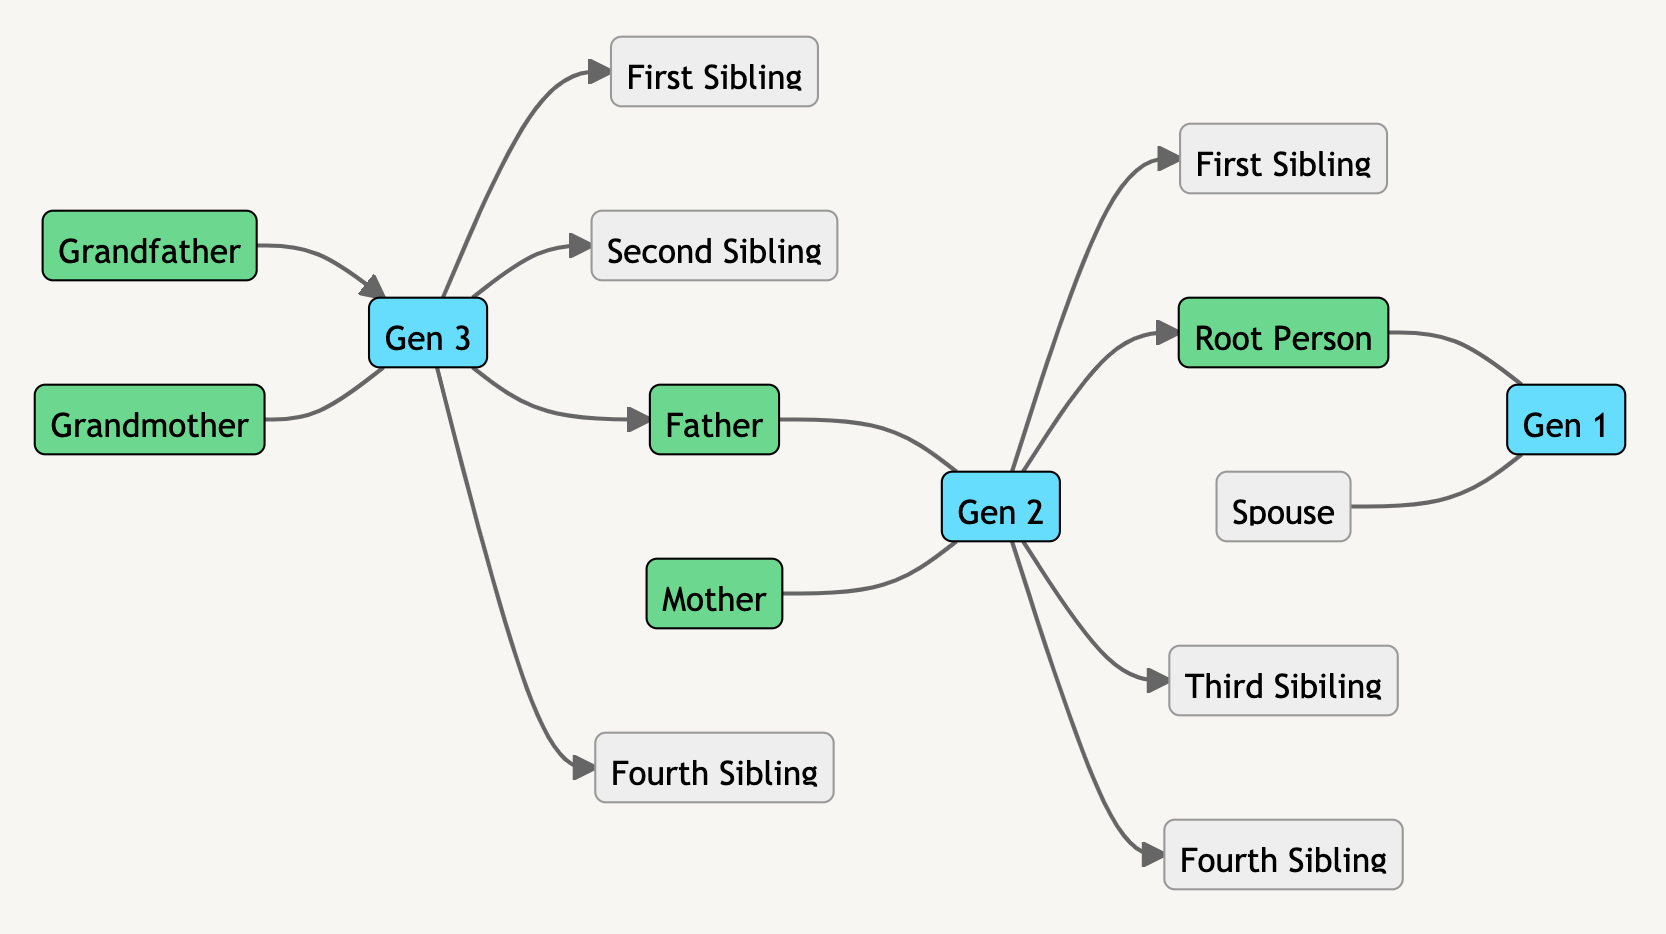 First Sibling
First Sibling
Grandfather
Second Sibling
Gen 3
Root Person
Grandmother
Father
Gen 1
Gen 2
Spouse
Mother
Third Sibiling
Fourth Sibling
Fourth Sibling